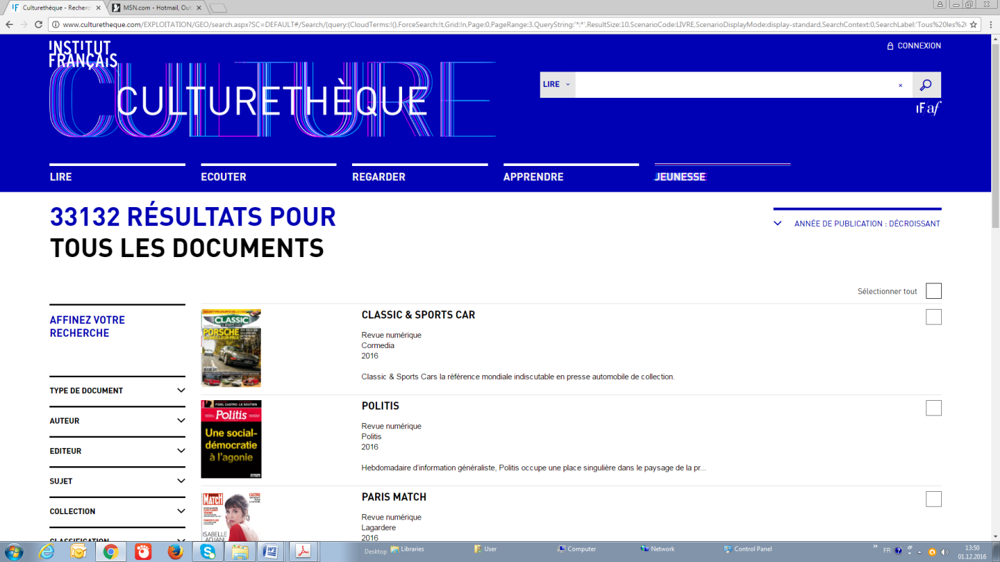 Culturethèque - Recherc
MSN.com - Hotmail, Out
www.culturetheque.com/EXPLOITATION/GEO/search.aspx?SC=DEFAULT#/Search/(query:(CloudTerms:!(),ForceSearch:!t,Grid:!n,Page:0,PageRange:3,QueryString:'*:*',ResultSize:10,ScenarioCode:LIVRE,ScenarioDisplayMode:display-standard,SearchContext:0,SearchLabel:'Tous%20les%20
INSTITUT
FRANÇAIS
CONNEXION
CULTURE
CULTURETHÈQUE
LIRE
IF/af
LIRE
ECOUTER
REGARDER
APPRENDRE
JEUNESSE
33132 RÉSULTATS POUR
TOUS LES DOCUMENTS
ANNÉE DE PUBLICATION : DÉCROISSANT
Sélectionner tout
AFFINEZ VOTRE
RECHERCHE
TYPE DE DOCUMENT
AUTEUR
EDITEUR
SUJET
COLLECTION
CLASSIFICATION
CLASSIC
PORSCHE
AU MEILLEUR PRIX
CLASSIC & SPORTS CAR
Revue numérique
Cormedia
2016
Classic & Sports Cars la référence mondiale indiscutable en presse automobile de collection.
FIDEL CASTRO LE SOUTIEN
Politis
Une social-
démocratie
à l'agonie
POLITIS
Revue numérique
Politis
2016
Hebdomadaire d'information généraliste, Politis occupe une place singulière dans le paysage de la pr...
PARIS
MATCH
CASTRO
ISABELLE
ADJANI
PARIS MATCH
Revue numérique
Lagardere
2016
Desktop
Libraries
User
Computer
Network
Control Panel
FR
13:50
01.12.2016